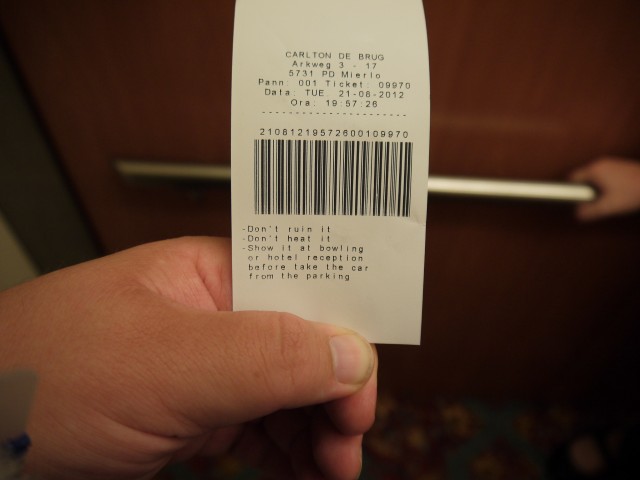 CARLTON DE BRUG
Arkweg 3 - 17
5731 PD Mierlo
Pann: 001 Ticket: 09970
Data: TUE. 21-08-2012
Ora: 19:57:26
----------------------
21081219572600109970
-Don't ruin it
-Don't heat it
-Show it at bowling
or hotel reception
before take the car
from the parking